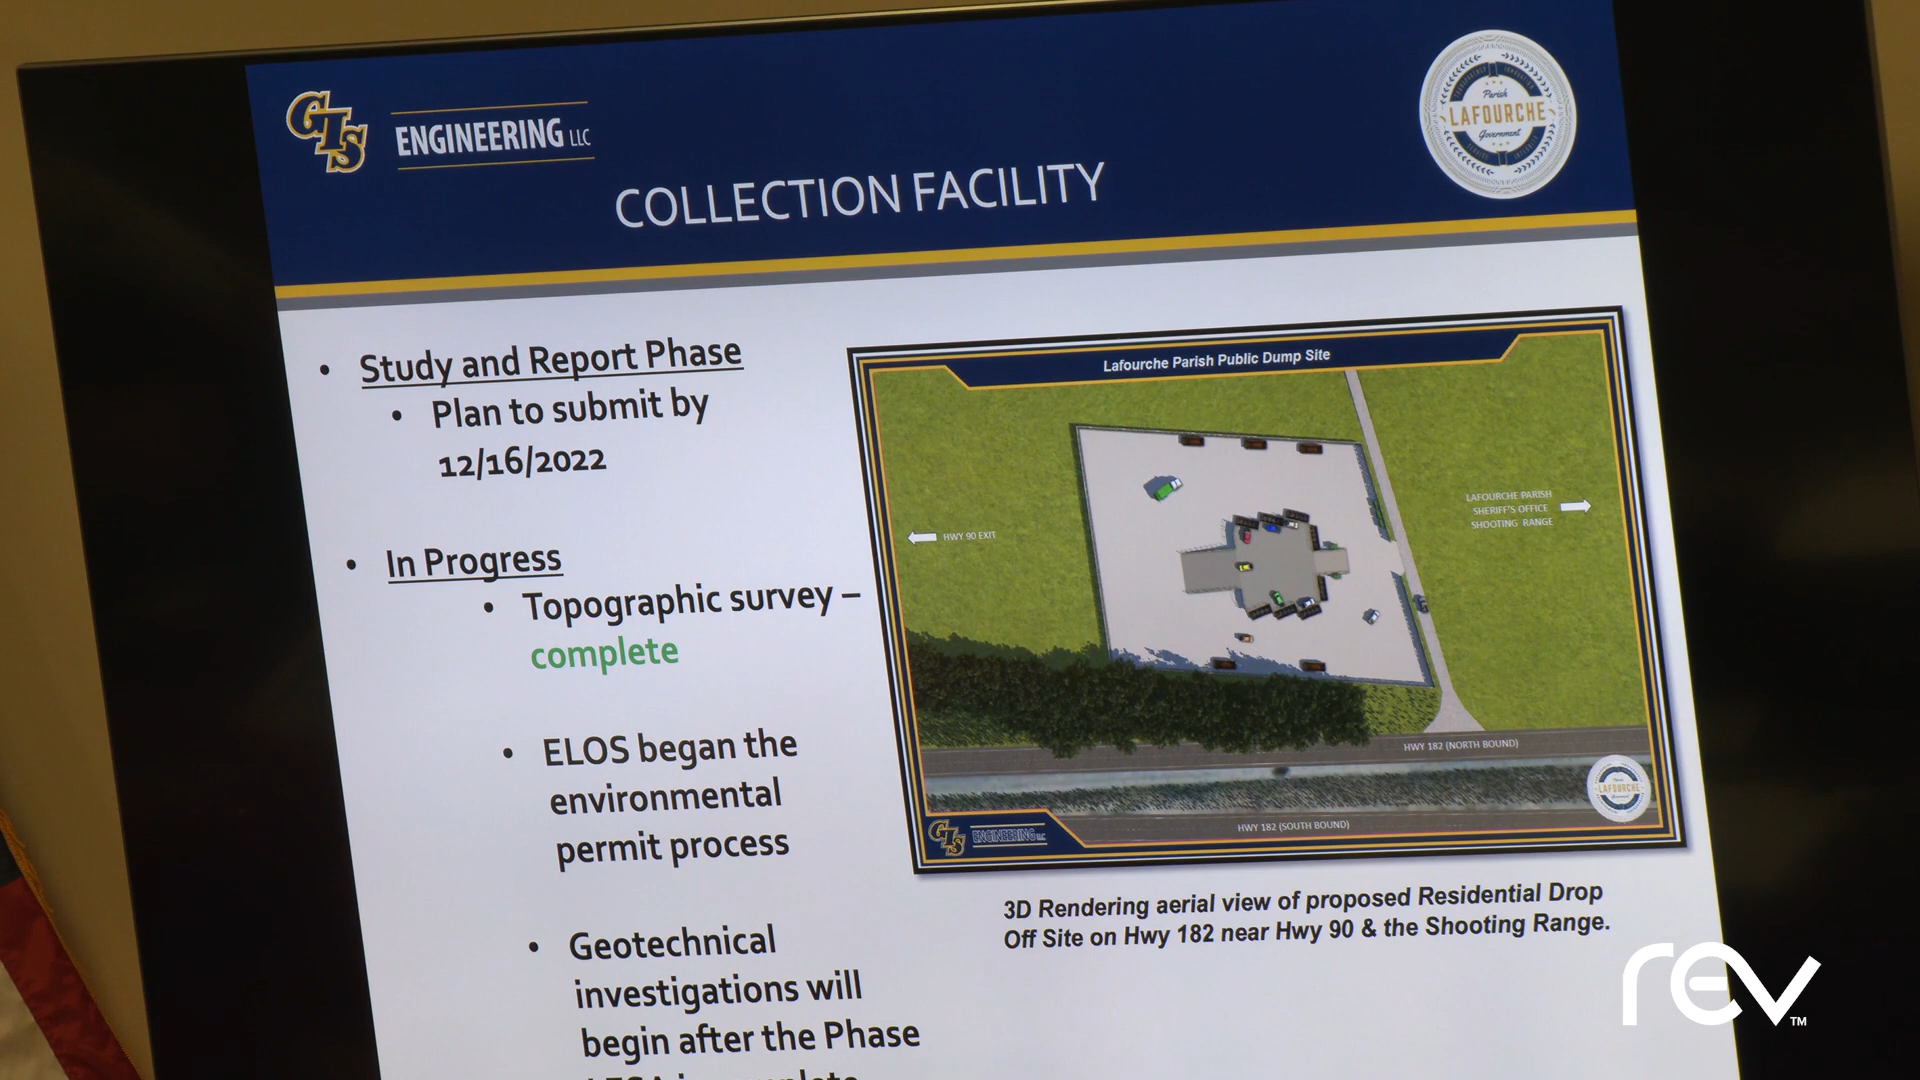 GIS ENGINEERING LLC
Parish
LAFOURCHE
Government
COLLECTION FACILITY
• Study and Report Phase
• Plan to submit by
12/16/2022
• In Progress
• Topographic survey –
complete
• ELOS began the
environmental
permit process
• Geotechnical
investigations will
begin after the Phase
Lafourche Parish Public Dump Site
HWY 90 EXIT
LAFOURCHE PARISH
SHERIFF'S OFFICE
SHOOTING RANGE
HWY 182 (NORTH BOUND)
HWY 182 (SOUTH BOUND)
GIS ENGINEERING LLC
LAFOURCHE
3D Rendering aerial view of proposed Residential Drop
Off Site on Hwy 182 near Hwy 90 & the Shooting Range.
rev™